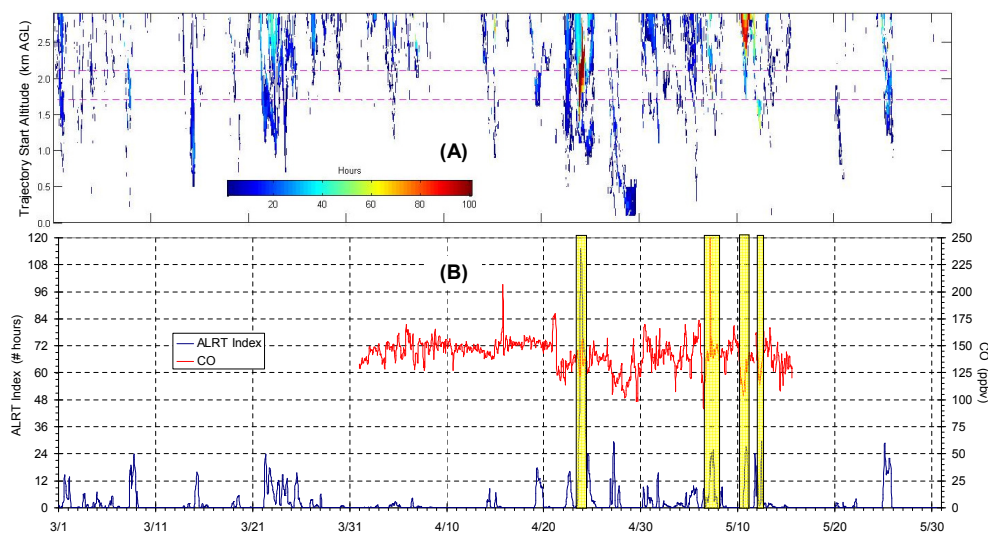 Trajectory Start Altitude (km AGL)
2.5
2.0
1.5
1.0
0.5
0.0
(A)
Hours
20 40 60 80 100
(B)
ALRT Index (# hours)
120
108
96
84
72
60
48
36
24
12
0
ALRT Index
CO
250
225
200
175
150
125
100
75
50
25
0
CO (ppbv)
3/1 3/11 3/21 3/31 4/10 4/20 4/30 5/10 5/20 5/30